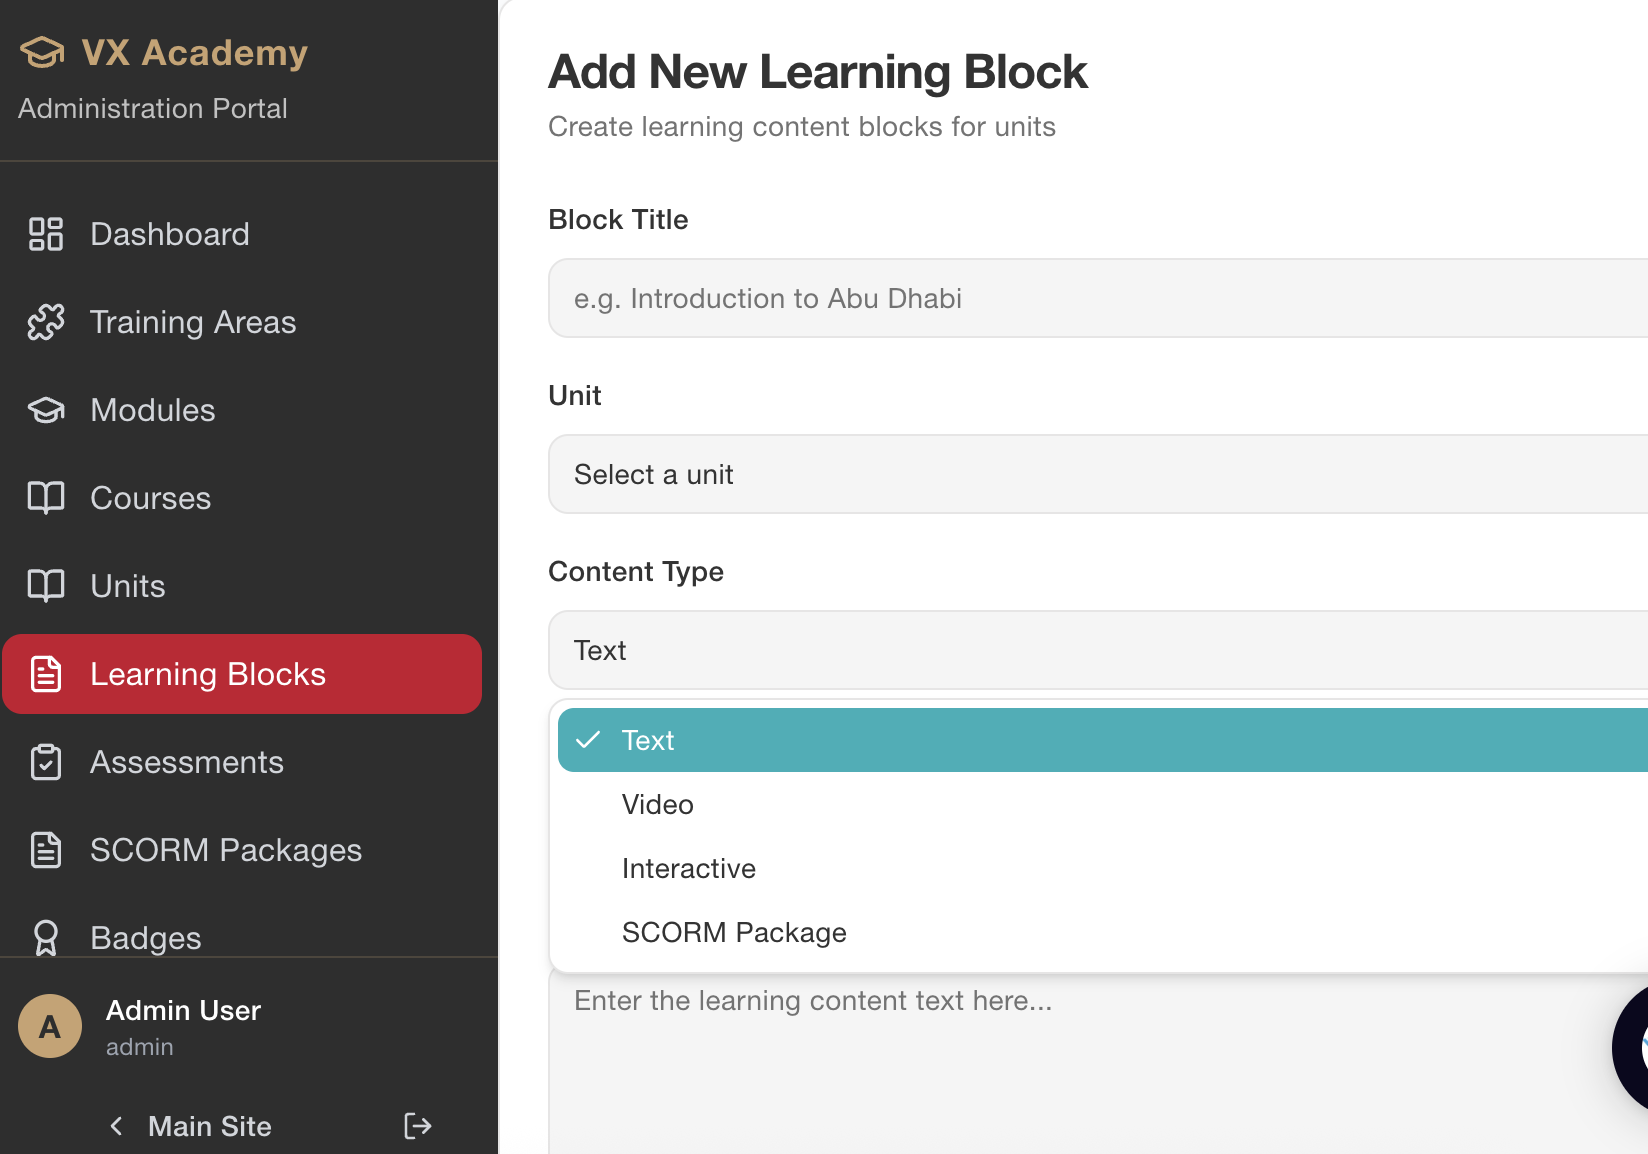 VX Academy
Administration Portal
Dashboard
Training Areas
Modules
Courses
Units
Learning Blocks
Assessments
SCORM Packages
Badges
A
Admin User
admin
Main Site
Add New Learning Block
Create learning content blocks for units
Block Title
e.g. Introduction to Abu Dhabi
Unit
Select a unit
Content Type
Text
Text
Video
Interactive
SCORM Package
Enter the learning content text here...